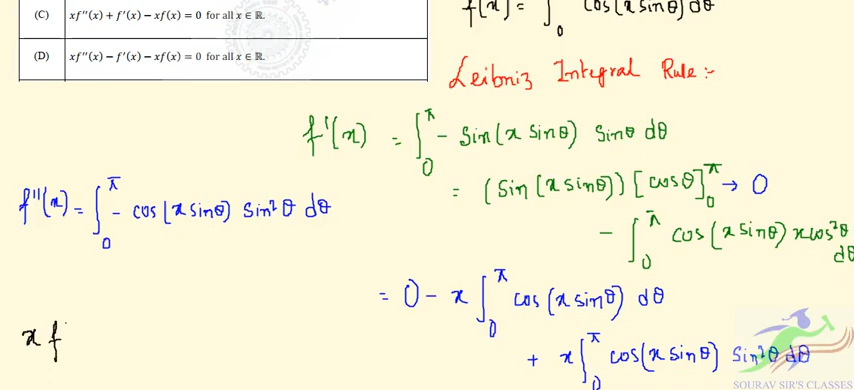 (C) xf''(x) + f'(x) − xf(x) = 0 for all x ∈ ℝ.
f(x) = ∫₀ cos(x sinθ) dθ
(D) xf''(x) − f'(x) − xf(x) = 0 for all x ∈ ℝ.
Leibniz Integral Rule :-
f'(x) = ∫₀^π − sin(x sinθ) sinθ dθ
= (sin(x sinθ)) [cosθ]₀^π → 0
f''(x) = ∫₀^π − cos(x sinθ) sin²θ dθ
− ∫₀^π cos(x sinθ) x cos²θ dθ
= 0 − x ∫₀^π cos(x sinθ) dθ
x f
+ x ∫₀^π cos(x sinθ) sin²θ dθ
SOURAV SIR'S CLASSES